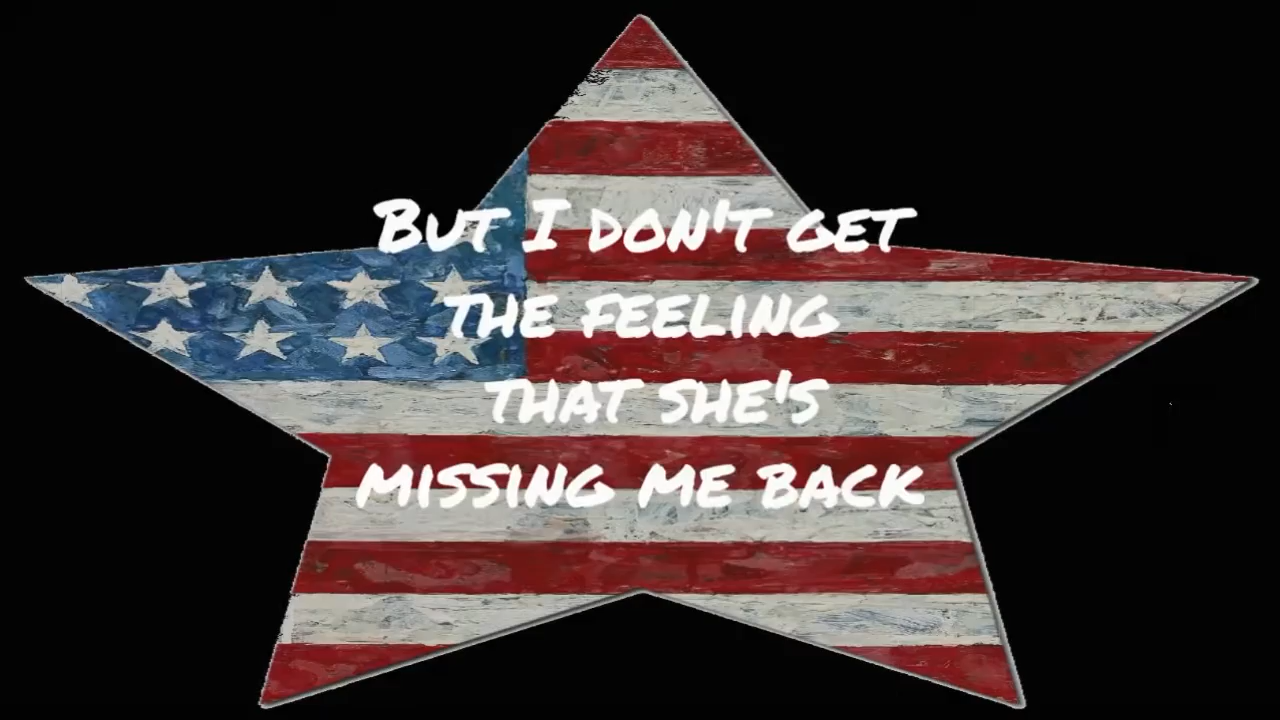 But I don't get
the feeling
that she's
missing me back